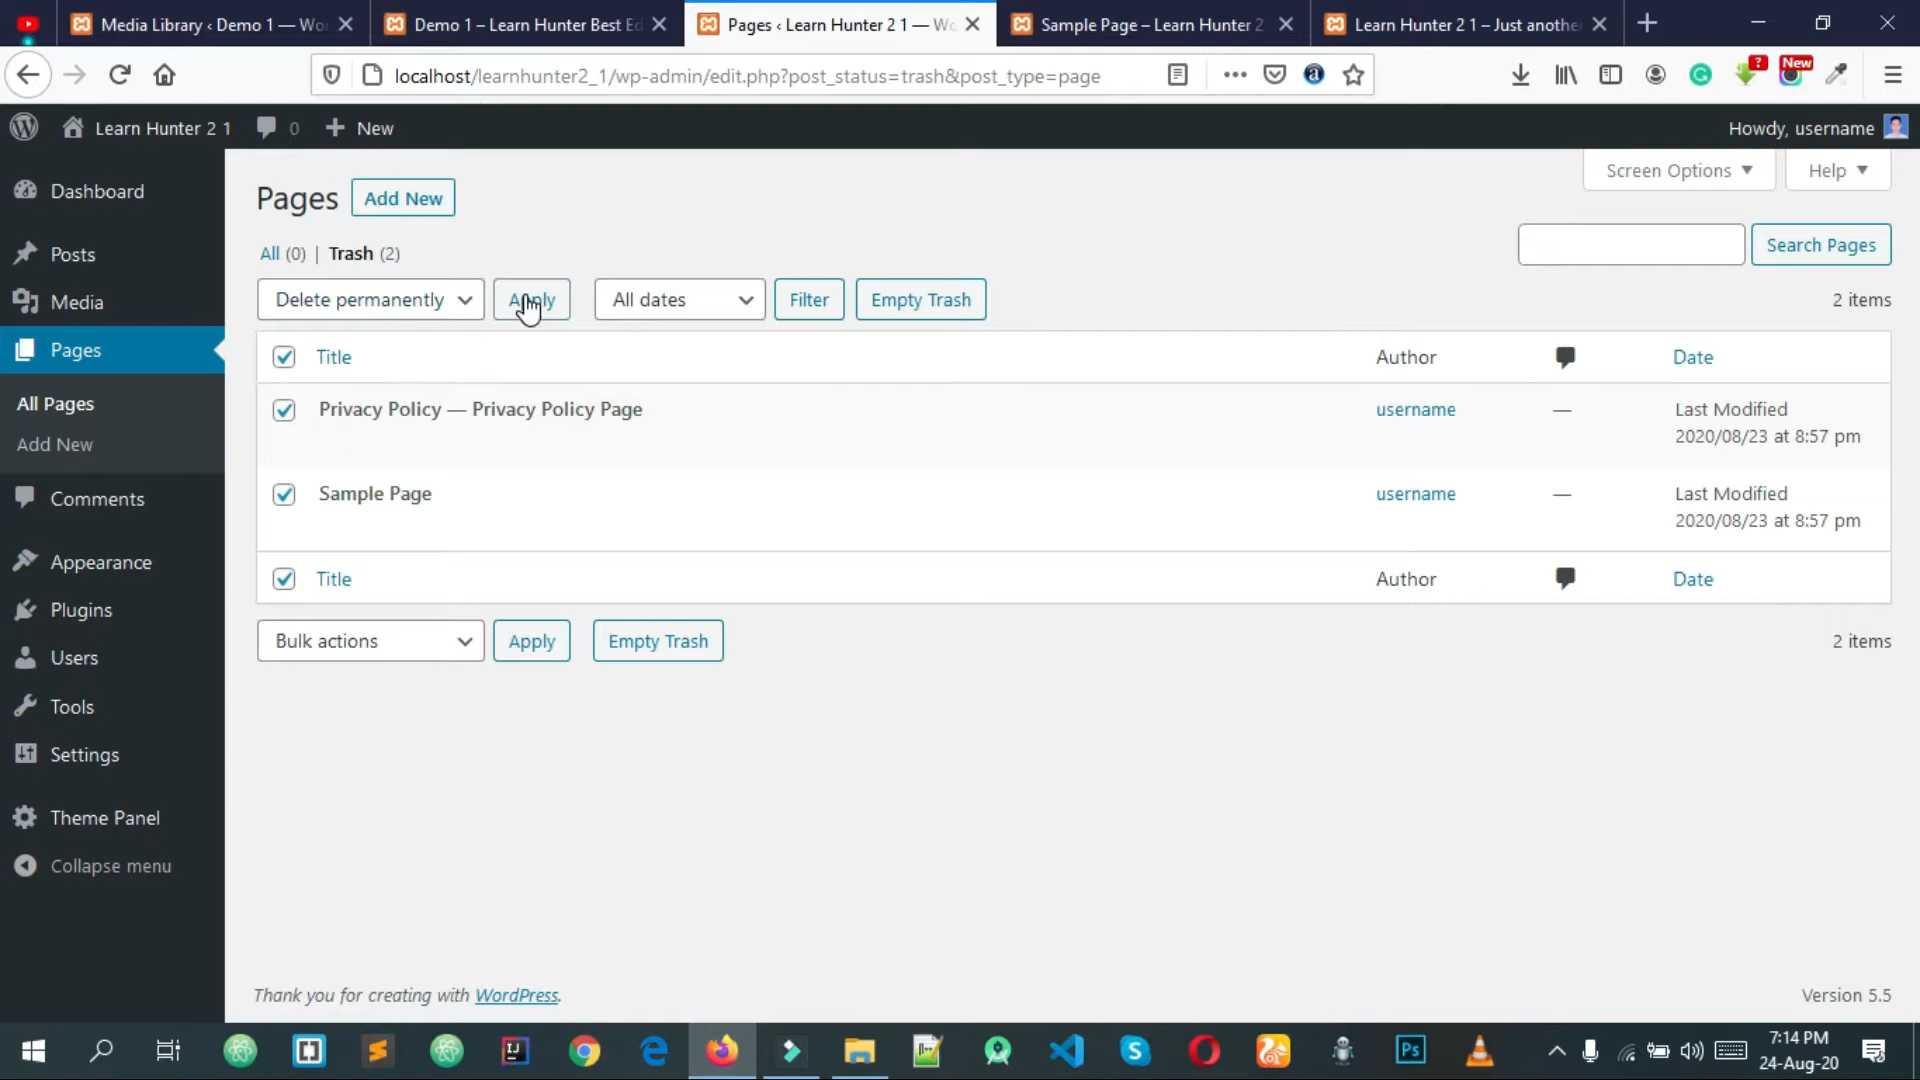 Media Library ‹ Demo 1 — Wo
Demo 1 – Learn Hunter Best Ed
Pages ‹ Learn Hunter 2 1 — Wo
Sample Page – Learn Hunter 2
Learn Hunter 2 1 – Just anothe
localhost/learnhunter2_1/wp-admin/edit.php?post_status=trash&post_type=page
a
?
New
Learn Hunter 2 1
0
New
Howdy, username
Dashboard
Posts
Media
Pages
All Pages
Add New
Comments
Appearance
Plugins
Users
Tools
Settings
Theme Panel
Collapse menu
Screen Options
Help
Pages
Add New
All (0) | Trash (2)
Search Pages
Delete permanently
Apply
All dates
Filter
Empty Trash
2 items
Title
Author
Date
Privacy Policy — Privacy Policy Page
username
—
Last Modified
2020/08/23 at 8:57 pm
Sample Page
username
—
Last Modified
2020/08/23 at 8:57 pm
Title
Author
Date
Bulk actions
Apply
Empty Trash
2 items
Thank you for creating with WordPress.
Version 5.5
Ps
7:14 PM
24-Aug-20